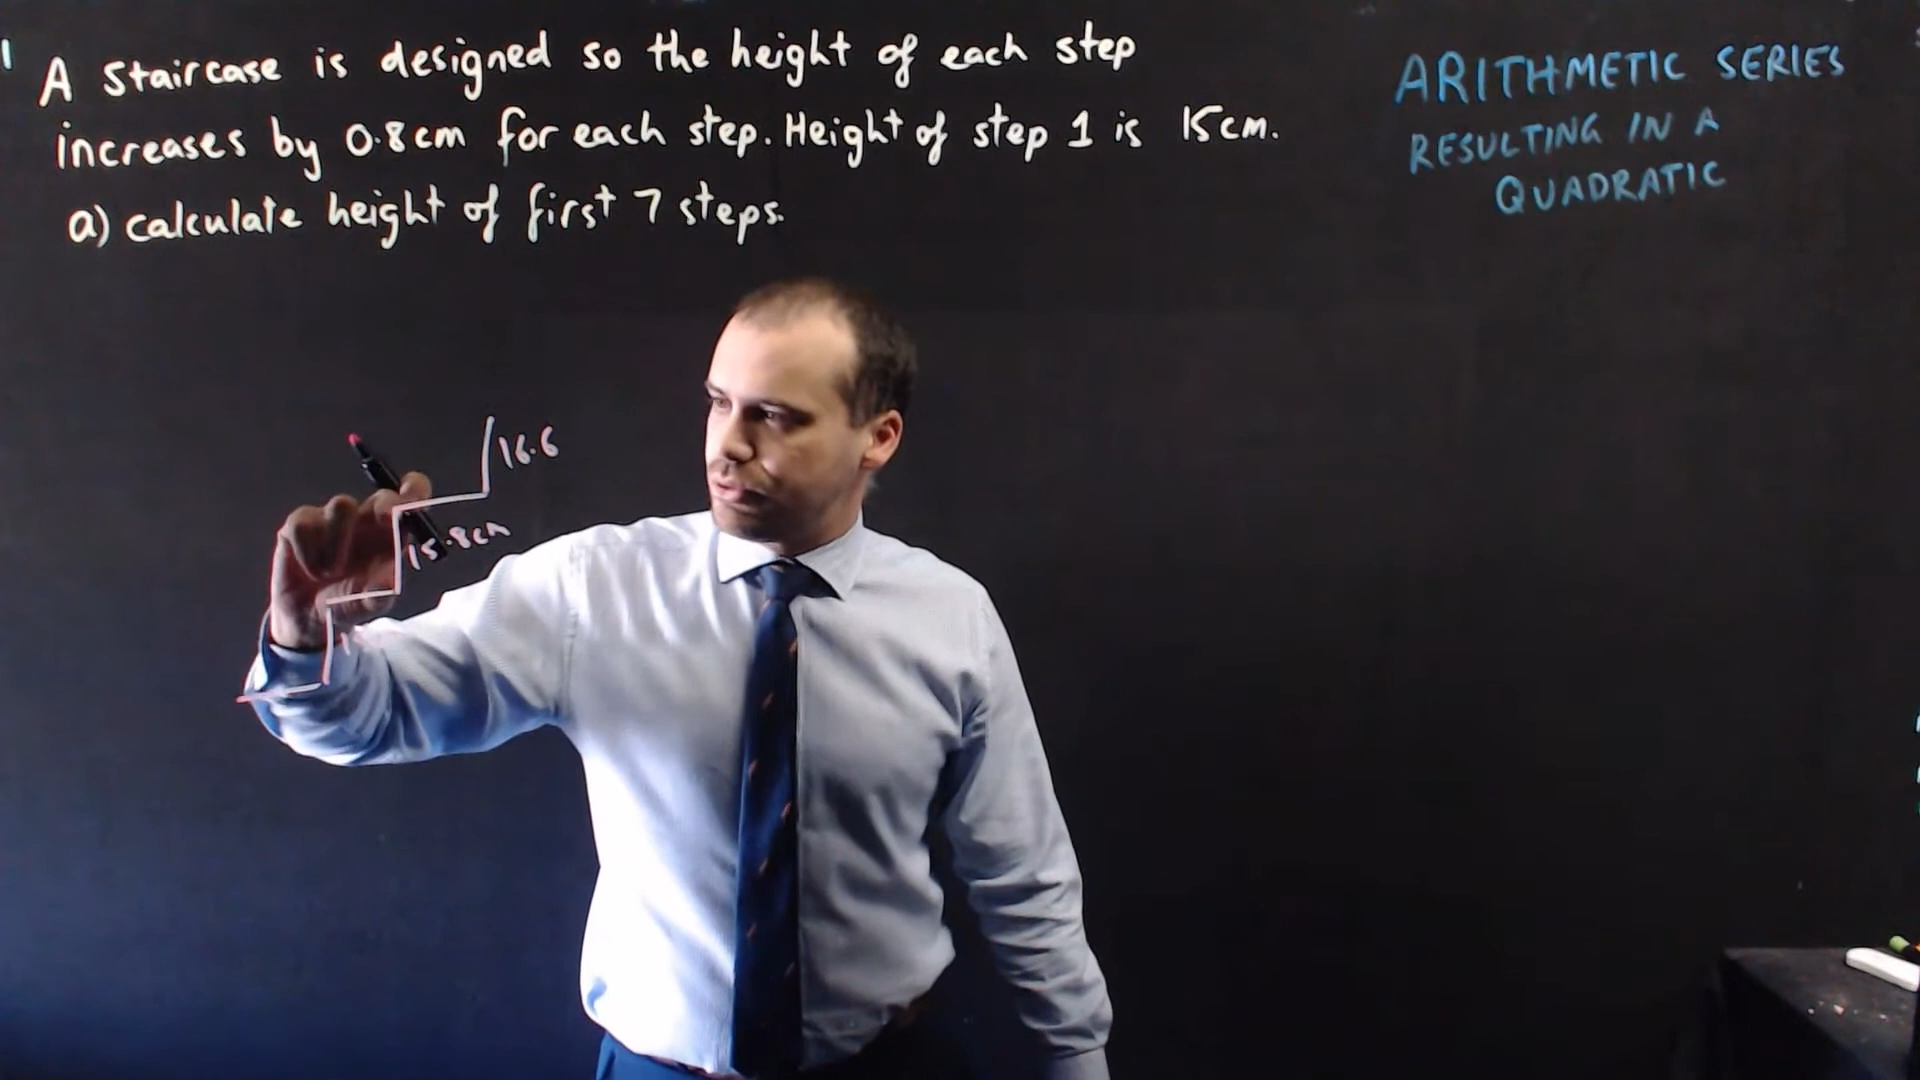 1
A Staircase is designed so the height of each step
increases by 0.8cm for each step. Height of step 1 is 15cm.
a) calculate height of first 7 steps.
ARITHMETIC SERIES
RESULTING IN A
QUADRATIC
16.6
15.8cm